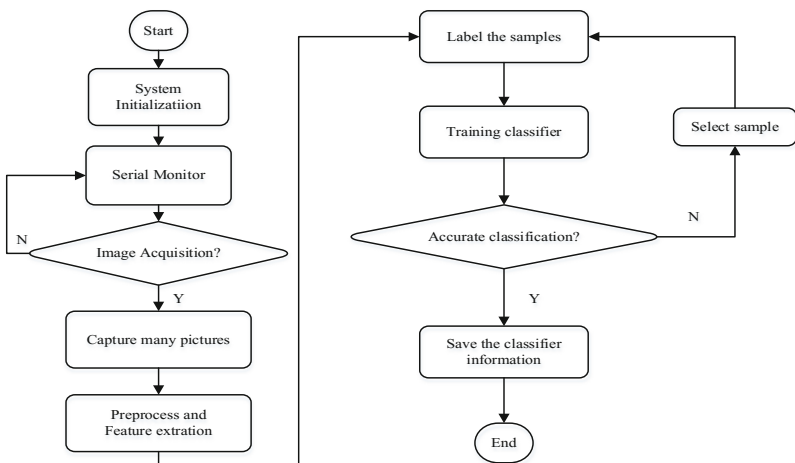 Start
System
Initializatiion
Serial Monitor
N
Image Acquisition?
Y
Capture many pictures
Preprocess and
Feature extration
Label the samples
Training classifier
Select sample
Accurate classification?
N
Y
Save the classifier
information
End